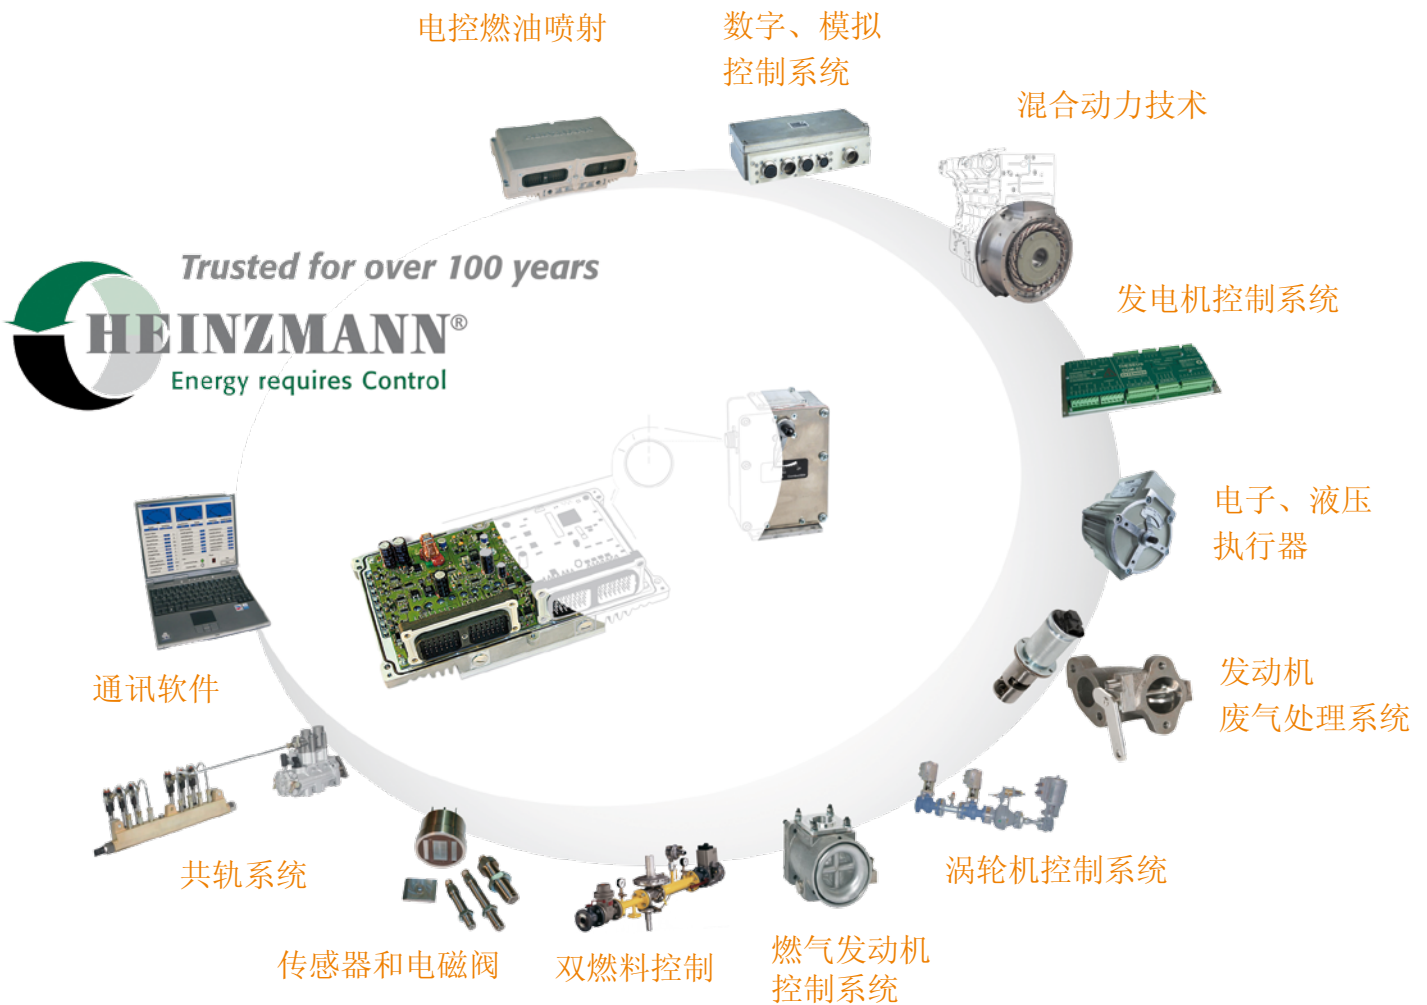 电控燃油喷射
数字、模拟
控制系统
混合动力技术
Trusted for over 100 years
HEINZMANN®
Energy requires Control
发电机控制系统
电子、液压
执行器
发动机
废气处理系统
通讯软件
共轨系统
涡轮机控制系统
传感器和电磁阀
双燃料控制
燃气发动机
控制系统